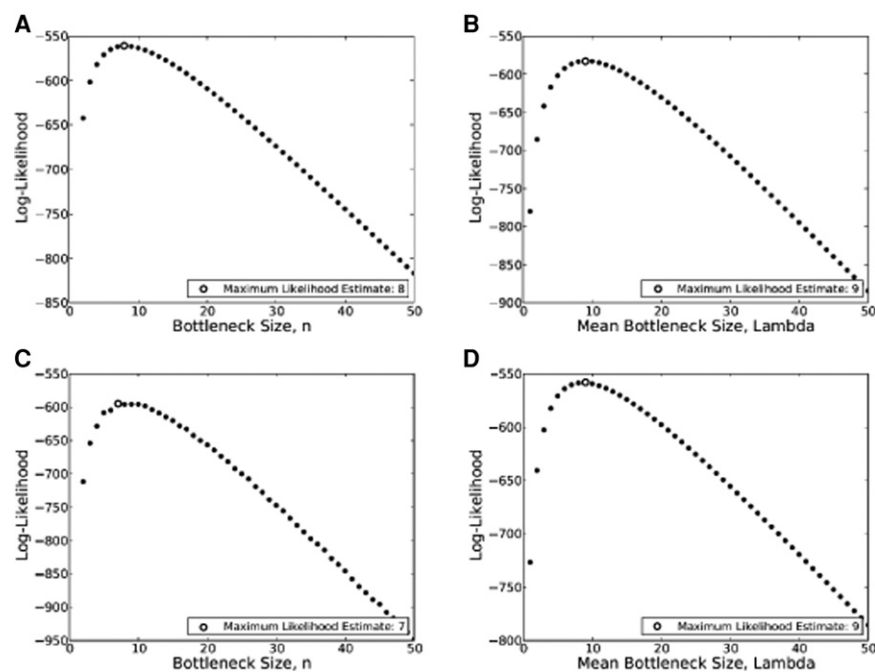 A
−550
−600
−650
−700
−750
−800
−850
Log-Likelihood
0 10 20 30 40 50
Bottleneck Size, n
Maximum Likelihood Estimate: 8
B
−550
−600
−650
−700
−750
−800
−850
−900
Log-Likelihood
0 10 20 30 40 50
Mean Bottleneck Size, Lambda
Maximum Likelihood Estimate: 9
C
−550
−600
−650
−700
−750
−800
−850
−900
−950
Log-Likelihood
0 10 20 30 40 50
Bottleneck Size, n
Maximum Likelihood Estimate: 7
D
−550
−600
−650
−700
−750
−800
Log-Likelihood
0 10 20 30 40 50
Mean Bottleneck Size, Lambda
Maximum Likelihood Estimate: 9